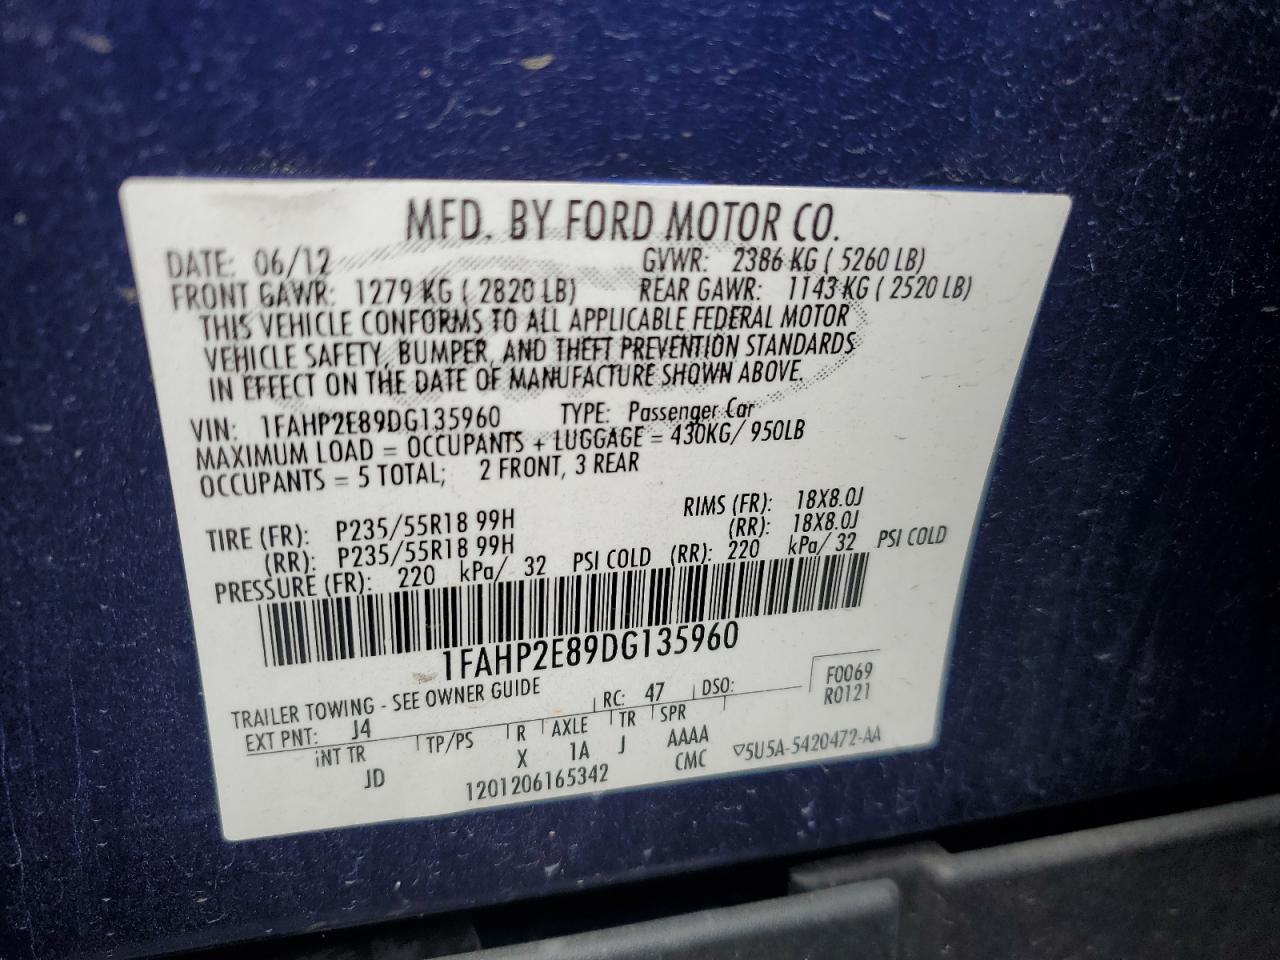 MFD. BY FORD MOTOR CO.
DATE: 06/12 GVWR: 2386 KG ( 5260 LB)
FRONT GAWR: 1279 KG ( 2820 LB) REAR GAWR: 1143 KG ( 2520 LB)
THIS VEHICLE CONFORMS TO ALL APPLICABLE FEDERAL MOTOR
VEHICLE SAFETY, BUMPER, AND THEFT PREVENTION STANDARDS
IN EFFECT ON THE DATE OF MANUFACTURE SHOWN ABOVE.
VIN: 1FAHP2E89DG135960 TYPE: Passenger Car
MAXIMUM LOAD = OCCUPANTS + LUGGAGE = 430KG/ 950LB
OCCUPANTS = 5 TOTAL; 2 FRONT, 3 REAR
TIRE (FR): P235/55R18 99H RIMS (FR): 18X8.0J
(RR): P235/55R18 99H (RR): 18X8.0J
PRESSURE (FR): 220 kPa/ 32 PSI COLD (RR): 220 kPa/ 32 PSI COLD
1FAHP2E89DG135960
TRAILER TOWING - SEE OWNER GUIDE F0069
EXT PNT: J4 RC: 47 DSO: R0121
INT TR TP/PS R AXLE TR SPR
JD X 1A J AAAA
1201206165342 CMC ▽5U5A-5420472-AA